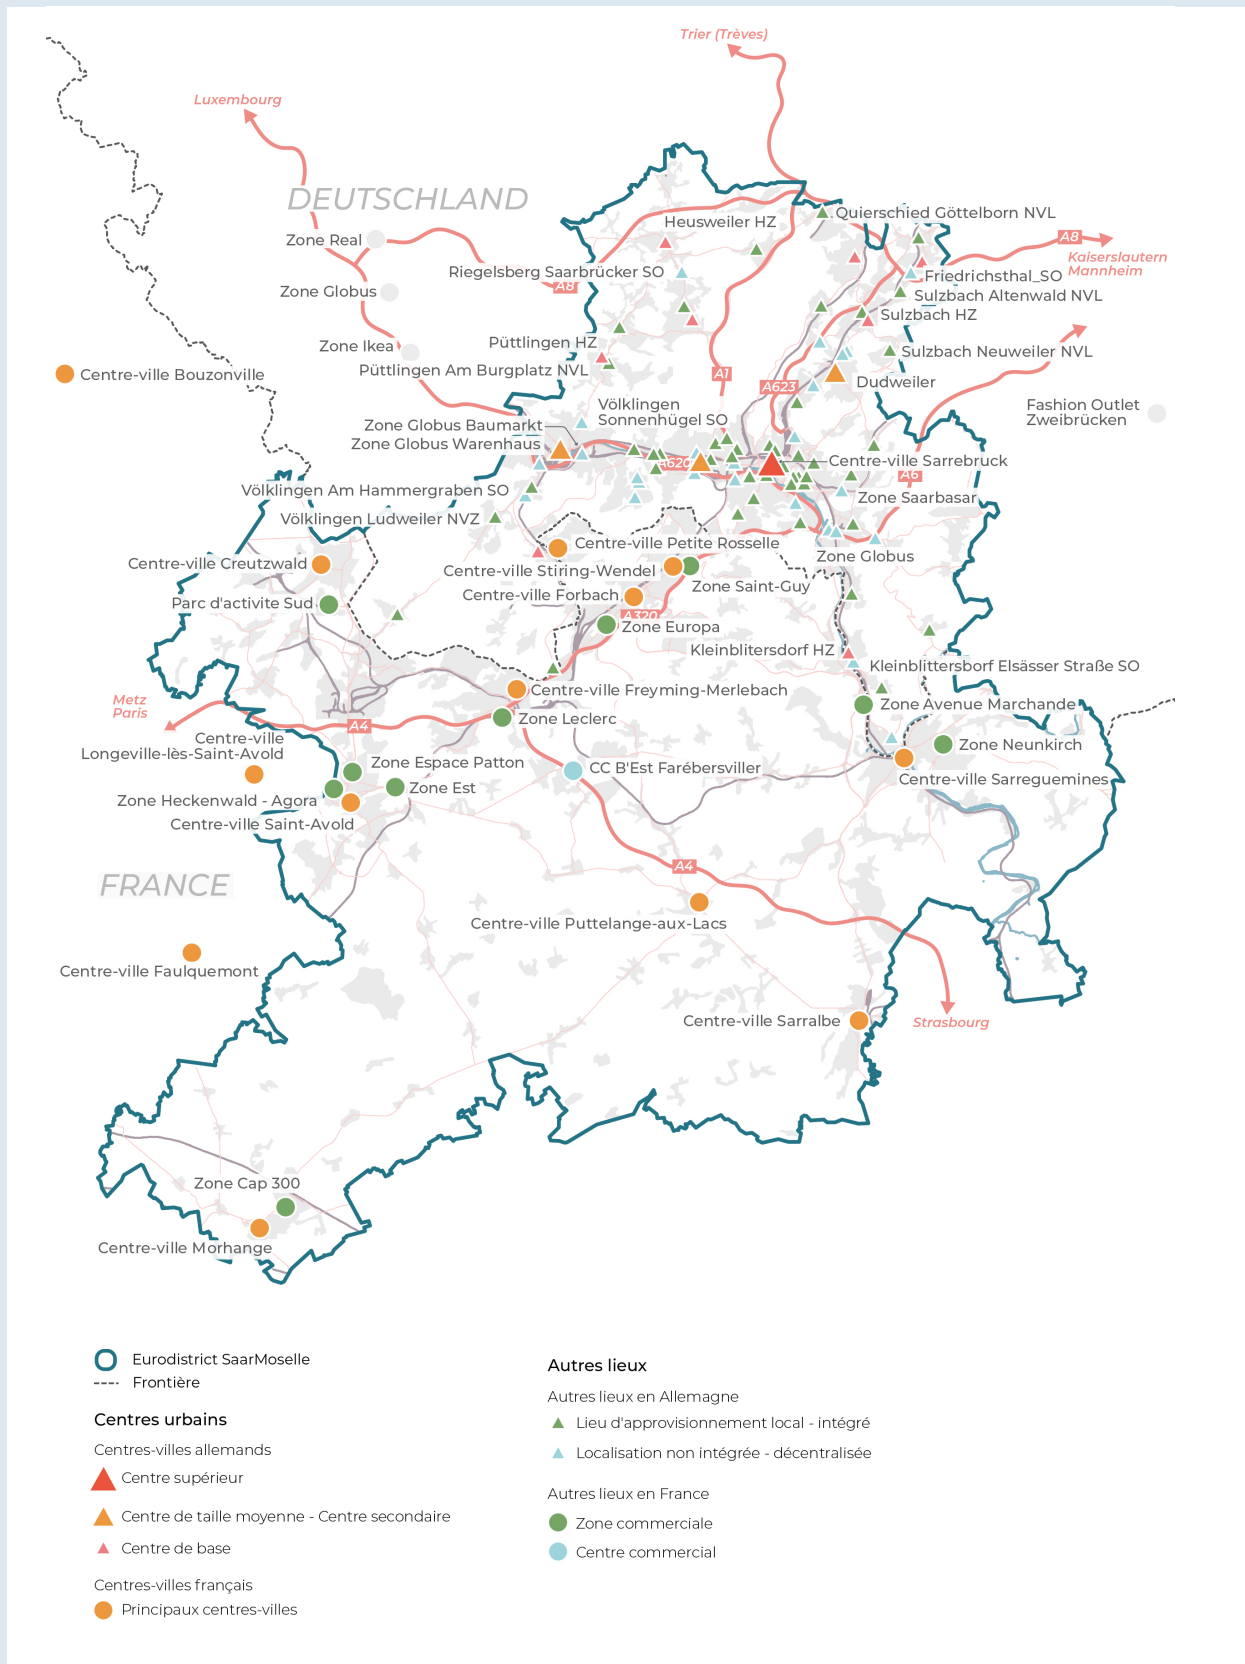 Trier (Trèves)
Luxembourg
DEUTSCHLAND
Quierschied Göttelborn NVL
Heusweiler HZ
A8
Zone Real
Kaiserslautern
Mannheim
Riegelsberg Saarbrücker SO
Friedrichsthal_SO
A8
Zone Globus
Sulzbach Altenwald NVL
Sulzbach HZ
Zone Ikea
Püttlingen HZ
Sulzbach Neuweiler NVL
Püttlingen Am Burgplatz NVL
A1
Centre-ville Bouzonville
A623
Dudweiler
Völklingen
Sonnenhügel SO
Fashion Outlet
Zweibrücken
Zone Globus Baumarkt
Zone Globus Warenhaus
A620
Centre-ville Sarrebruck
A6
Völklingen Am Hammergraben SO
Zone Saarbasar
Völklingen Ludweiler NVZ
Centre-ville Petite Rosselle
Zone Globus
Centre-ville Creutzwald
Centre-ville Stiring-Wendel
Zone Saint-Guy
Centre-ville Forbach
Parc d'activite Sud
A320
Zone Europa
Kleinblitersdorf HZ
Kleinblittersborf Elsässer Straße SO
Centre-ville Freyming-Merlebach
Metz
Paris
Zone Avenue Marchande
Zone Leclerc
A4
Centre-ville
Longeville-lès-Saint-Avold
Zone Neunkirch
Zone Espace Patton
CC B'Est Farébersviller
Centre-ville Sarreguemines
Zone Est
Zone Heckenwald - Agora
Centre-ville Saint-Avold
A4
FRANCE
Centre-ville Puttelange-aux-Lacs
Centre-ville Faulquemont
Centre-ville Sarralbe
Strasbourg
Zone Cap 300
Centre-ville Morhange
Eurodistrict SaarMoselle
Frontière
Centres urbains
Centres-villes allemands
Centre supérieur
Centre de taille moyenne - Centre secondaire
Centre de base
Centres-villes français
Principaux centres-villes
Autres lieux
Autres lieux en Allemagne
Lieu d'approvisionnement local - intégré
Localisation non intégrée - décentralisée
Autres lieux en France
Zone commerciale
Centre commercial